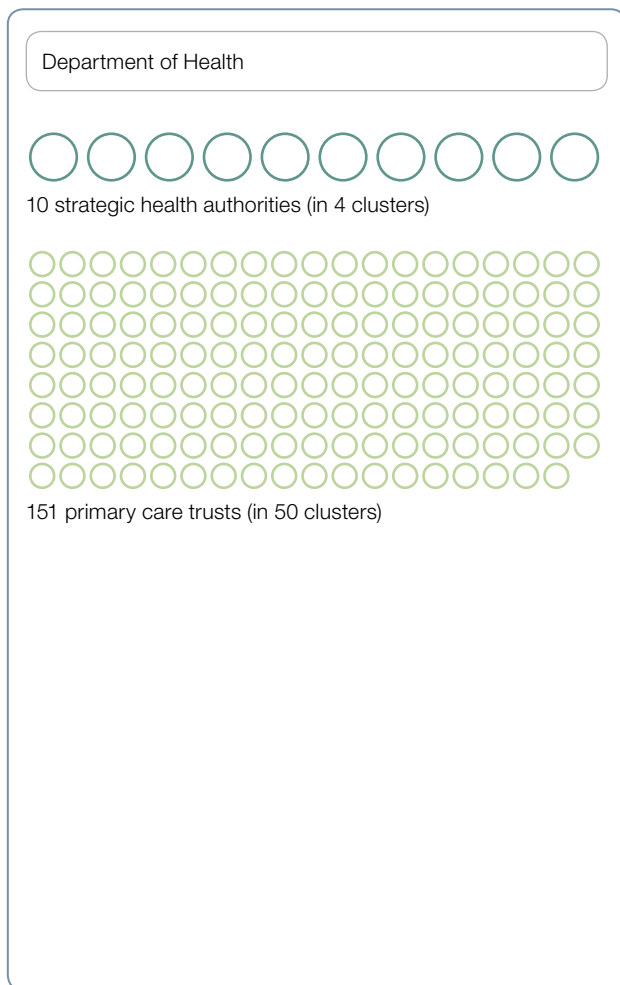 Department of Health
10 strategic health authorities (in 4 clusters)
151 primary care trusts (in 50 clusters)